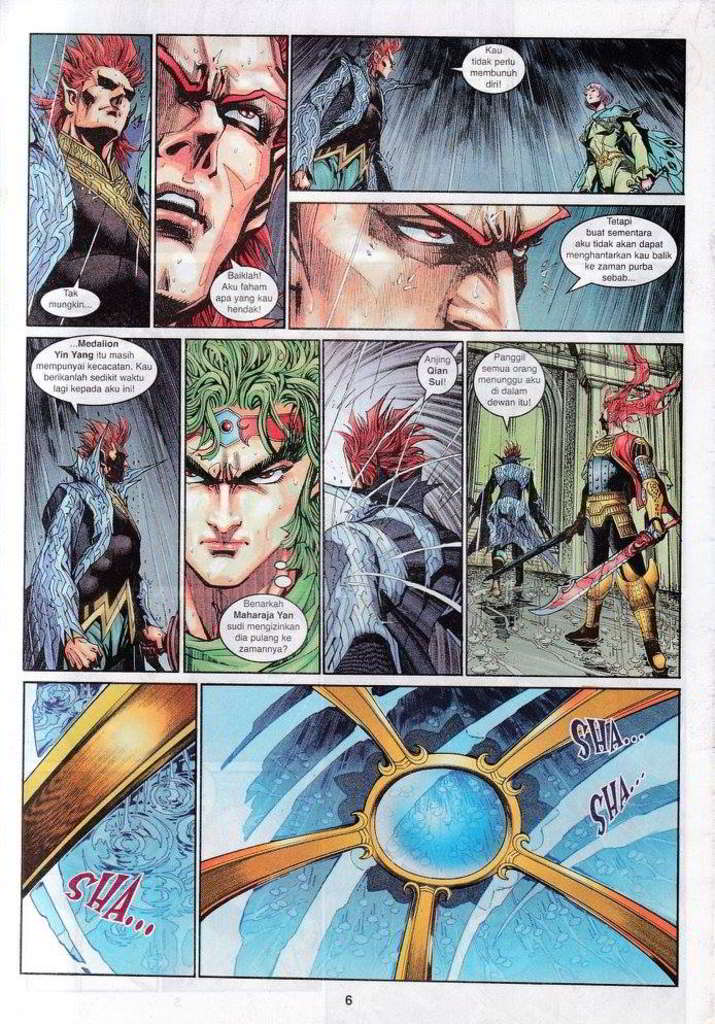 Tak
mungkin...
Baiklah!
Aku faham
apa yang kau
hendak!
Kau
tidak perlu
membunuh
diri!
Tetapi
buat sementara
aku tidak akan dapat
menghantarkan kau balik
ke zaman purba
sebab...
...Medalion
Yin Yang itu masih
mempunyai kecacatan. Kau
berikanlah sedikit waktu
lagi kepada aku ini!
Benarkah
Maharaja Yan
sudi mengizinkan
dia pulang ke
zamannya?
Anjing
Qian
Sui!
Panggil
semua orang
menunggu aku
di dalam
dewan itu!
SHA...
SHA...
SHA...
6